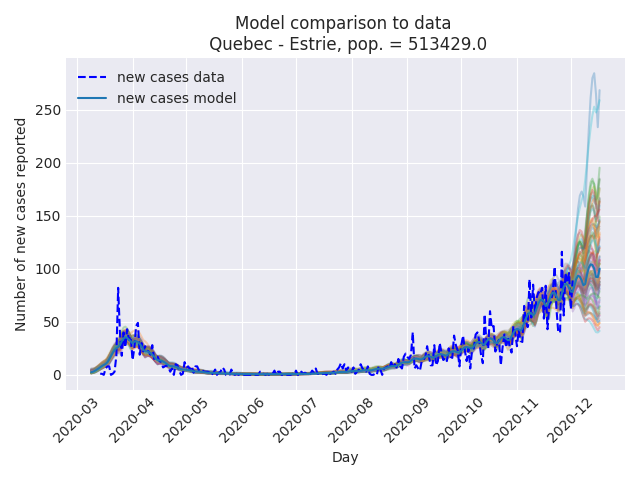 Model comparison to data
Quebec - Estrie, pop. = 513429.0
new cases data
new cases model
Number of new cases reported
250
200
150
100
50
0
2020-03
2020-04
2020-05
2020-06
2020-07
2020-08
2020-09
2020-10
2020-11
2020-12
Day